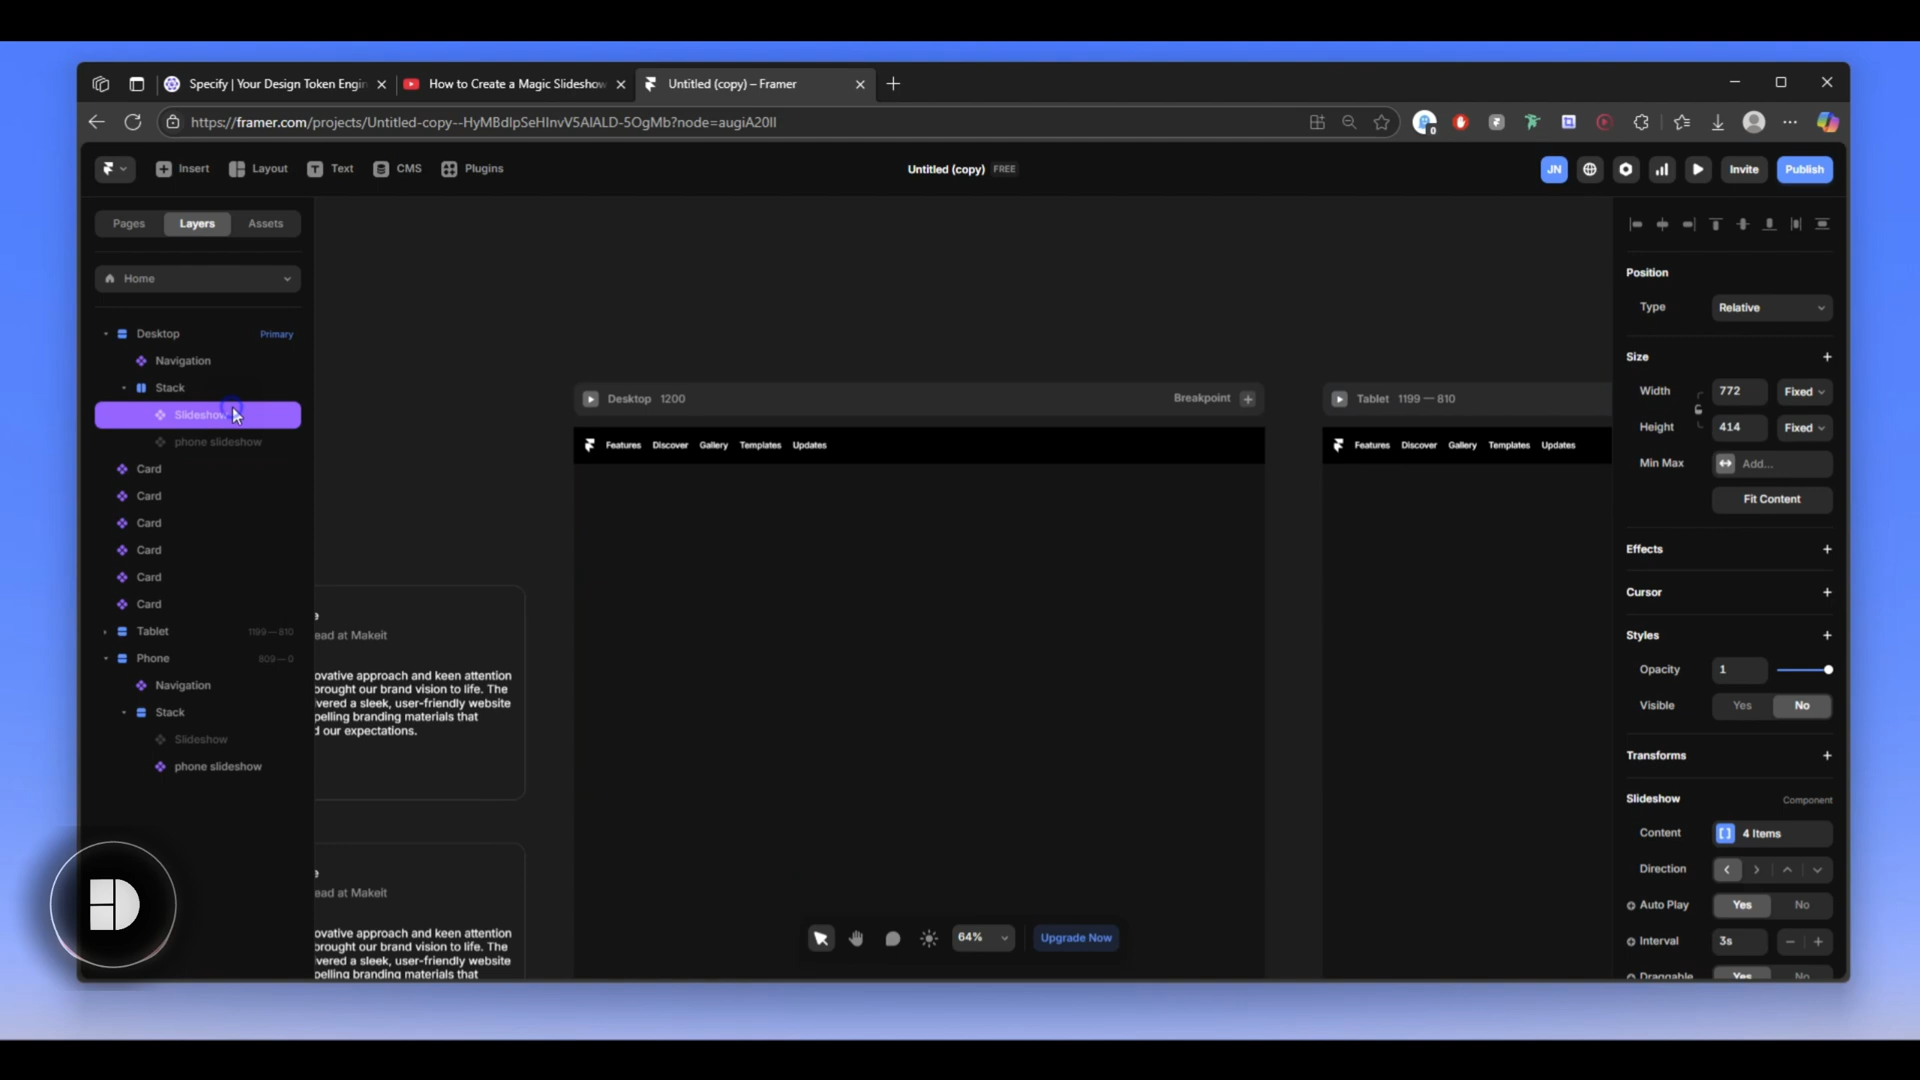 Specify | Your Design Token Engin
How to Create a Magic Slideshow
Untitled (copy) – Framer
https://framer.com/projects/Untitled-copy--HyMBdIpSeHInvV5AIALD-5OgMb?node=augiA20II
Insert
Layout
Text
CMS
Plugins
Untitled (copy) FREE
JN
Invite
Publish
Pages
Layers
Assets
Home
Desktop Primary
Navigation
Stack
Slideshow
phone slideshow
Card
Card
Card
Card
Card
Card
Tablet 1199—810
Phone 809—0
Navigation
Stack
Slideshow
phone slideshow
e
ead at Makeit
ovative approach and keen attention
brought our brand vision to life. The
vered a sleek, user-friendly website
pelling branding materials that
d our expectations.
e
ead at Makeit
ovative approach and keen attention
brought our brand vision to life. The
vered a sleek, user-friendly website
pelling branding materials that
Desktop 1200
Breakpoint
Features Discover Gallery Templates Updates
Tablet 1199 — 810
Features Discover Gallery Templates Updates
64%
Upgrade Now
Position
Type Relative
Size
Width 772 Fixed
Height 414 Fixed
Min Max Add...
Fit Content
Effects
Cursor
Styles
Opacity 1
Visible Yes No
Transforms
Slideshow Component
Content 4 Items
Direction
Auto Play Yes No
Interval 3s
Draggable Yes No